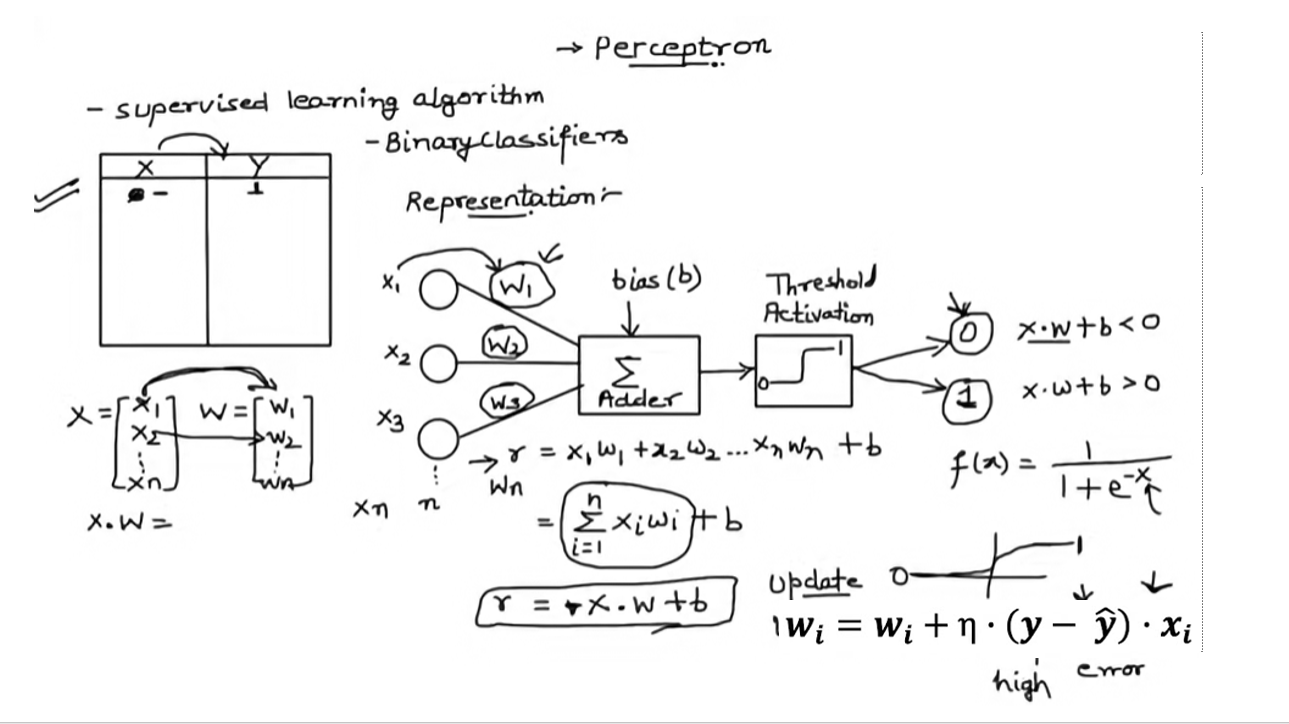 → Perceptron
- supervised learning algorithm
- Binary Classifiers
X Y
- 1
Representation:-
x₁ W₁
x₂ W₂
x₃ W₃
xn n Wn
bias (b)
Σ
Adder
Threshold
Activation
0 1
0 x·w+b<0
1 x·w+b>0
X = [x₁ x₂ ⋮ xn] W = [w₁ w₂ ⋮ wn]
X·W =
→ r = x₁w₁ + x₂w₂ ... xnwn + b
= Σ i=1 n xᵢwᵢ + b
r = X·W + b
f(x) = 1 / 1 + e^-x
0 1
Update
wᵢ = wᵢ + η · (y − ŷ) · xᵢ
high error